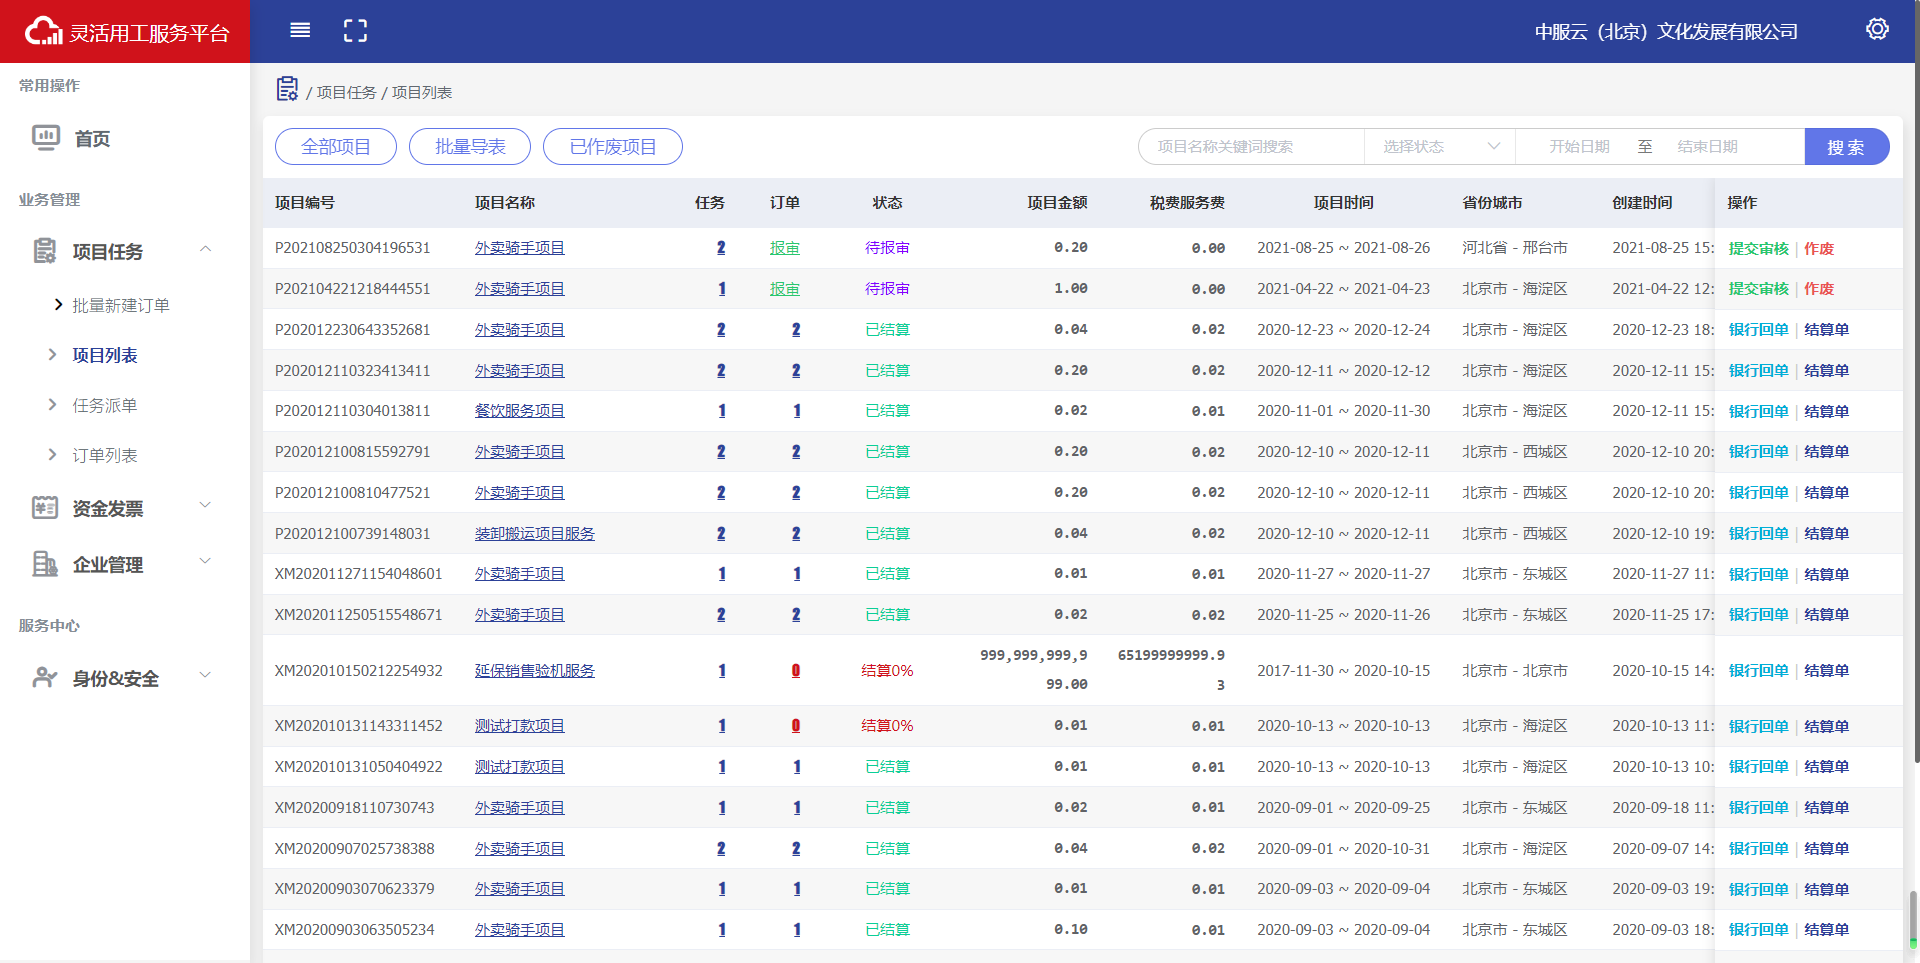 灵活用工服务平台
中服云（北京）文化发展有限公司
常用操作
首页
业务管理
项目任务
批量新建订单
项目列表
任务派单
订单列表
资金发票
企业管理
服务中心
身份&安全
/ 项目任务 / 项目列表
全部项目 批量导表 已作废项目 项目名称关键词搜索 选择状态 开始日期 至 结束日期 搜 索
项目编号 项目名称 任务 订单 状态 项目金额 税费服务费 项目时间 省份城市 创建时间 操作
P202108250304196531 外卖骑手项目 2 报审 待报审 0.20 0.00 2021-08-25 ~ 2021-08-26 河北省 - 邢台市 2021-08-25 15: 提交审核 | 作废
P202104221218444551 外卖骑手项目 1 报审 待报审 1.00 0.00 2021-04-22 ~ 2021-04-23 北京市 - 海淀区 2021-04-22 12: 提交审核 | 作废
P202012230643352681 外卖骑手项目 2 2 已结算 0.04 0.02 2020-12-23 ~ 2020-12-24 北京市 - 海淀区 2020-12-23 18: 银行回单 | 结算单
P202012110323413411 外卖骑手项目 2 2 已结算 0.20 0.02 2020-12-11 ~ 2020-12-12 北京市 - 海淀区 2020-12-11 15: 银行回单 | 结算单
P202012110304013811 餐饮服务项目 1 1 已结算 0.02 0.01 2020-11-01 ~ 2020-11-30 北京市 - 海淀区 2020-12-11 15: 银行回单 | 结算单
P202012100815592791 外卖骑手项目 2 2 已结算 0.20 0.02 2020-12-10 ~ 2020-12-11 北京市 - 西城区 2020-12-10 20: 银行回单 | 结算单
P202012100810477521 外卖骑手项目 2 2 已结算 0.20 0.02 2020-12-10 ~ 2020-12-11 北京市 - 西城区 2020-12-10 20: 银行回单 | 结算单
P202012100739148031 装卸搬运项目服务 2 2 已结算 0.04 0.02 2020-12-10 ~ 2020-12-11 北京市 - 西城区 2020-12-10 19: 银行回单 | 结算单
XM202011271154048601 外卖骑手项目 1 1 已结算 0.01 0.01 2020-11-27 ~ 2020-11-27 北京市 - 东城区 2020-11-27 11: 银行回单 | 结算单
XM202011250515548671 外卖骑手项目 2 2 已结算 0.02 0.02 2020-11-25 ~ 2020-11-26 北京市 - 东城区 2020-11-25 17: 银行回单 | 结算单
999,999,999,9 65199999999.9
XM202010150212254932 延保销售验机服务 1 0 结算0% 2017-11-30 ~ 2020-10-15 北京市 - 北京市 2020-10-15 14: 银行回单 | 结算单
99.00 3
XM202010131143311452 测试打款项目 1 0 结算0% 0.01 0.01 2020-10-13 ~ 2020-10-13 北京市 - 海淀区 2020-10-13 11: 银行回单 | 结算单
XM202010131050404922 测试打款项目 1 1 已结算 0.01 0.01 2020-10-13 ~ 2020-10-13 北京市 - 海淀区 2020-10-13 10: 银行回单 | 结算单
XM20200918110730743 外卖骑手项目 1 1 已结算 0.02 0.01 2020-09-01 ~ 2020-09-25 北京市 - 东城区 2020-09-18 11: 银行回单 | 结算单
XM20200907025738388 外卖骑手项目 2 2 已结算 0.04 0.02 2020-09-01 ~ 2020-10-31 北京市 - 海淀区 2020-09-07 14: 银行回单 | 结算单
XM20200903070623379 外卖骑手项目 1 1 已结算 0.01 0.01 2020-09-03 ~ 2020-09-04 北京市 - 东城区 2020-09-03 19: 银行回单 | 结算单
XM20200903063505234 外卖骑手项目 1 1 已结算 0.10 0.01 2020-09-03 ~ 2020-09-04 北京市 - 东城区 2020-09-03 18: 银行回单 | 结算单